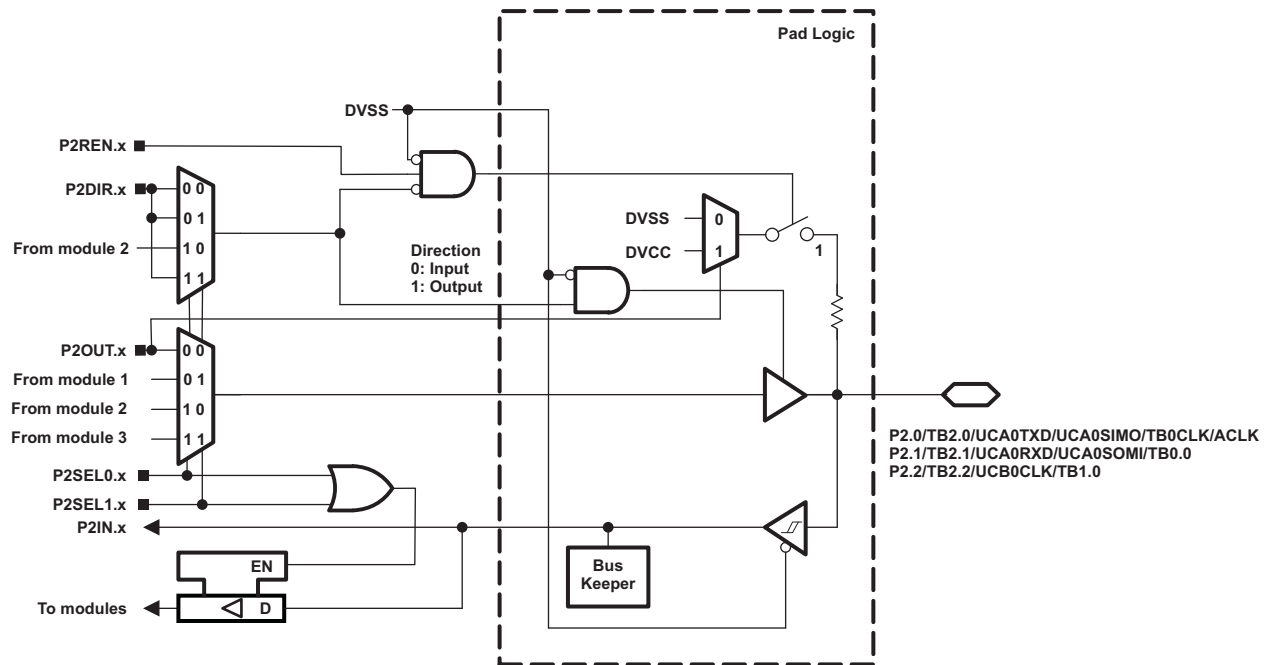 Pad Logic
DVSS
P2REN.x
P2DIR.x
0 0
0 1
From module 2
1 0
1 1
Direction
0: Input
1: Output
DVSS
0
DVCC
1
1
P2OUT.x
0 0
From module 1
0 1
From module 2
1 0
From module 3
1 1
P2.0/TB2.0/UCA0TXD/UCA0SIMO/TB0CLK/ACLK
P2.1/TB2.1/UCA0RXD/UCA0SOMI/TB0.0
P2.2/TB2.2/UCB0CLK/TB1.0
P2SEL0.x
P2SEL1.x
P2IN.x
Bus
Keeper
EN
To modules
D